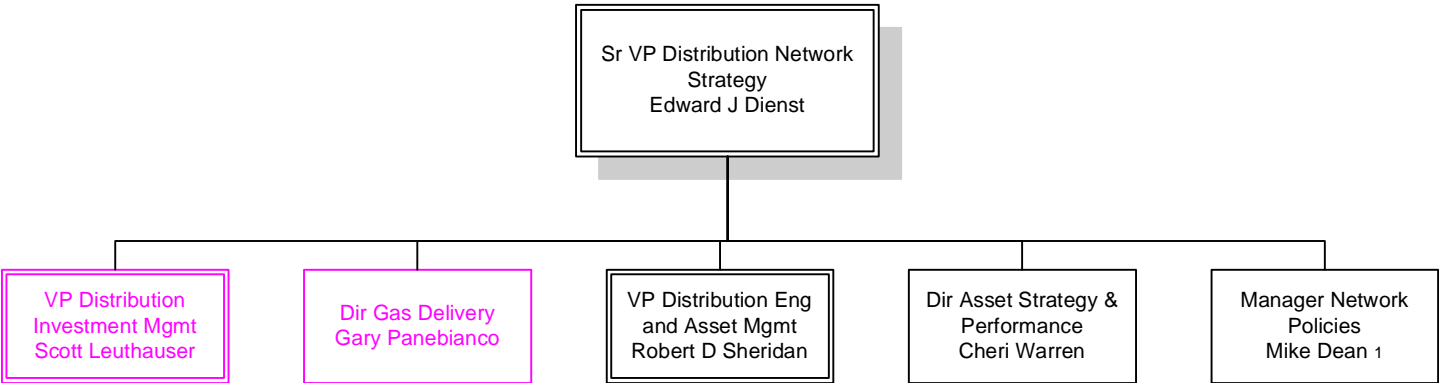 Sr VP Distribution Network
Strategy
Edward J Dienst
VP Distribution
Investment Mgmt
Scott Leuthauser
Dir Gas Delivery
Gary Panebianco
VP Distribution Eng
and Asset Mgmt
Robert D Sheridan
Dir Asset Strategy &
Performance
Cheri Warren
Manager Network
Policies
Mike Dean 1